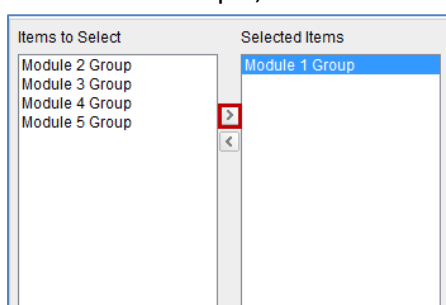 Items to Select
Selected Items
Module 2 Group
Module 3 Group
Module 4 Group
Module 5 Group
Module 1 Group
>
<